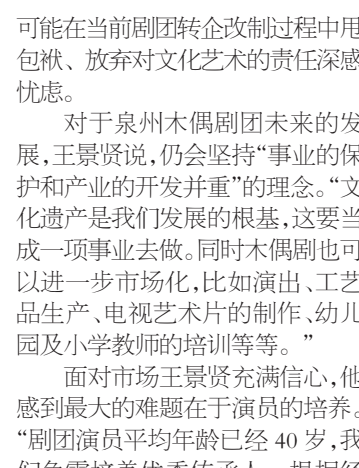 可能在当前剧团转企改制过程中甩
包袱、放弃对文化艺术的责任深感
忧虑。
对于泉州木偶剧团未来的发
展，王景贤说，仍会坚持“事业的保
护和产业的开发并重”的理念。“文
化遗产是我们发展的根基，这要当
成一项事业去做。同时木偶剧也可
以进一步市场化，比如演出、工艺
品生产、电视艺术片的制作、幼儿
园及小学教师的培训等等。”
面对市场王景贤充满信心，他
感到最大的难题在于演员的培养。
“剧团演员平均年龄已经 40 岁，我